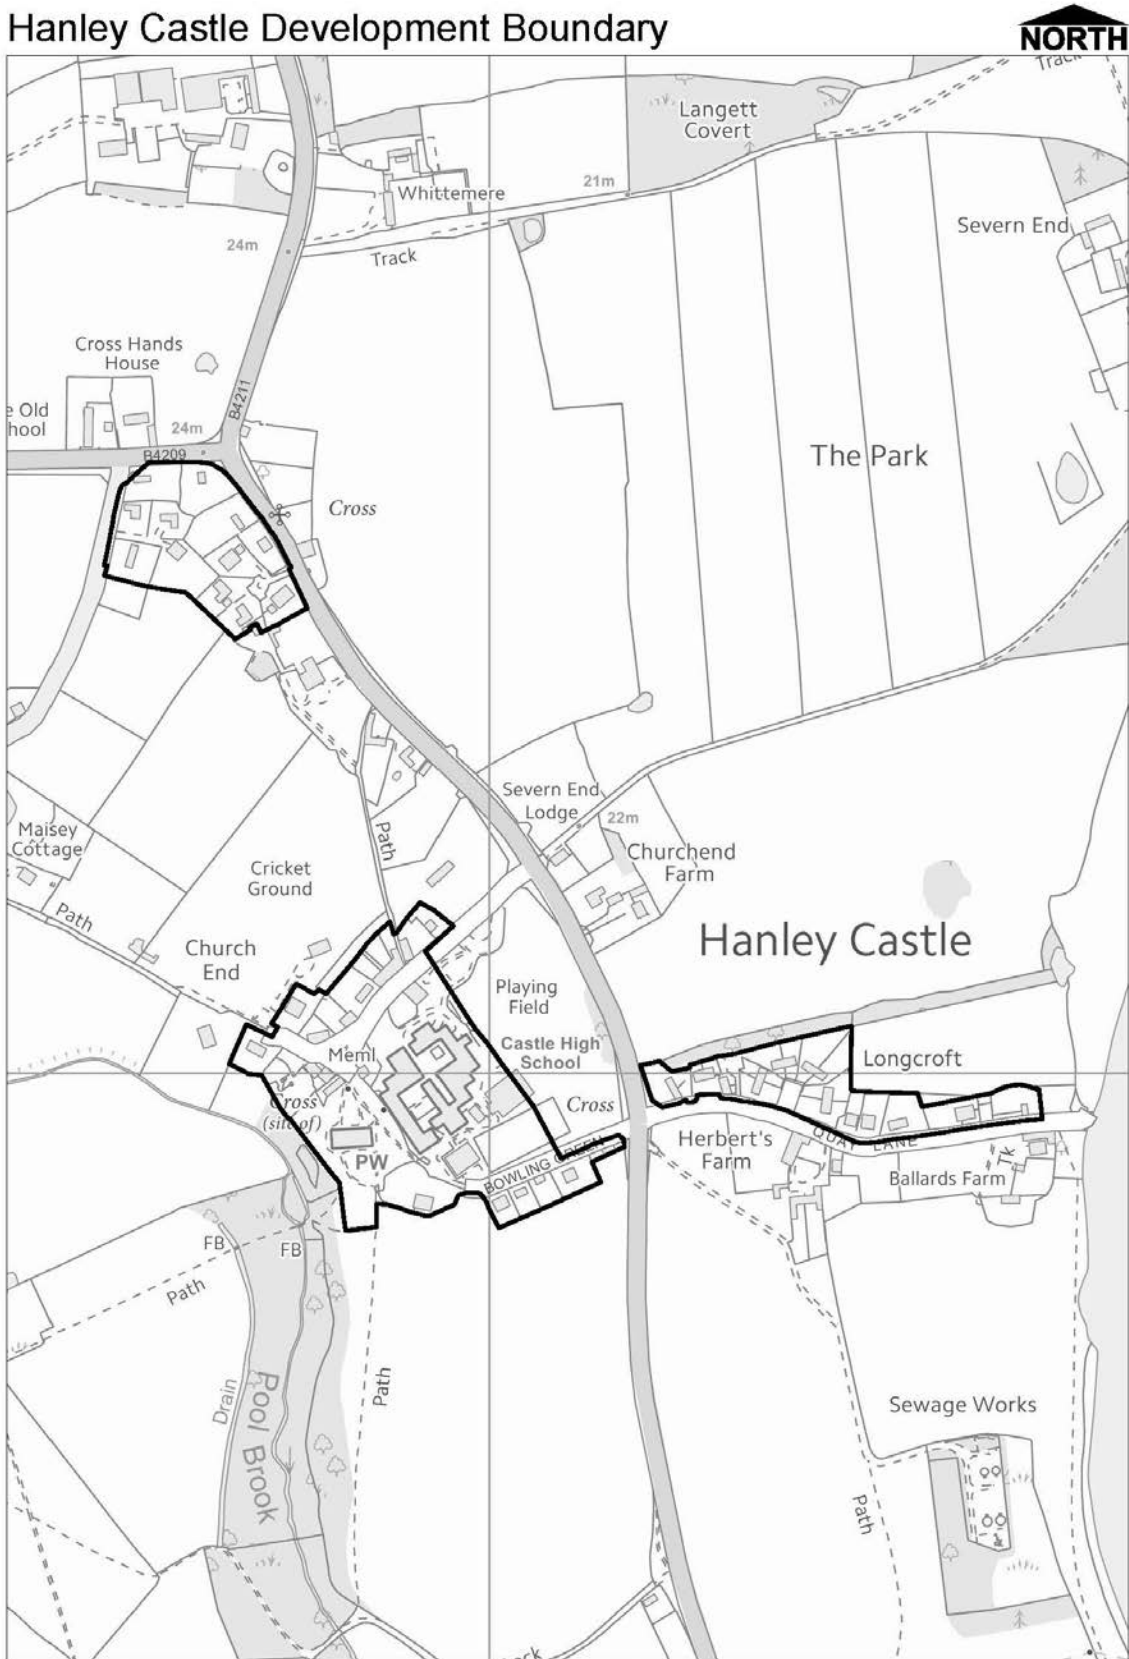 Hanley Castle Development Boundary
NORTH
Track
Langett
Covert
21m
Whittemere
Severn End
24m
Track
Cross Hands
House
B4211
e Old
hool
24m
B4209
The Park
Cross
Severn End
Lodge
22m
Maisey
Cottage
Path
Churchend
Farm
Cricket
Ground
Path
Hanley Castle
Church
End
Playing
Field
Castle High
School
Meml
Longcroft
Cross
(site of)
Cross
PW
BOWLING GREEN
Herbert's
Farm
QUAY LANE
Tk
Ballards Farm
FB
FB
Path
Path
Drain
Pool Brook
Sewage Works
Path